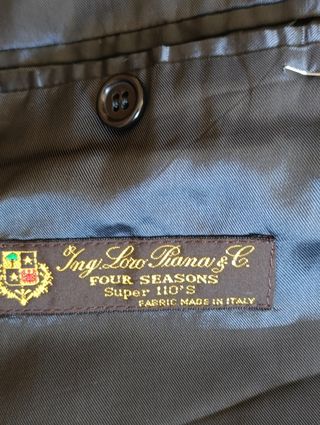 Ing. Loro Piana & C.
FOUR SEASONS
Super 110'S
FABRIC MADE IN ITALY